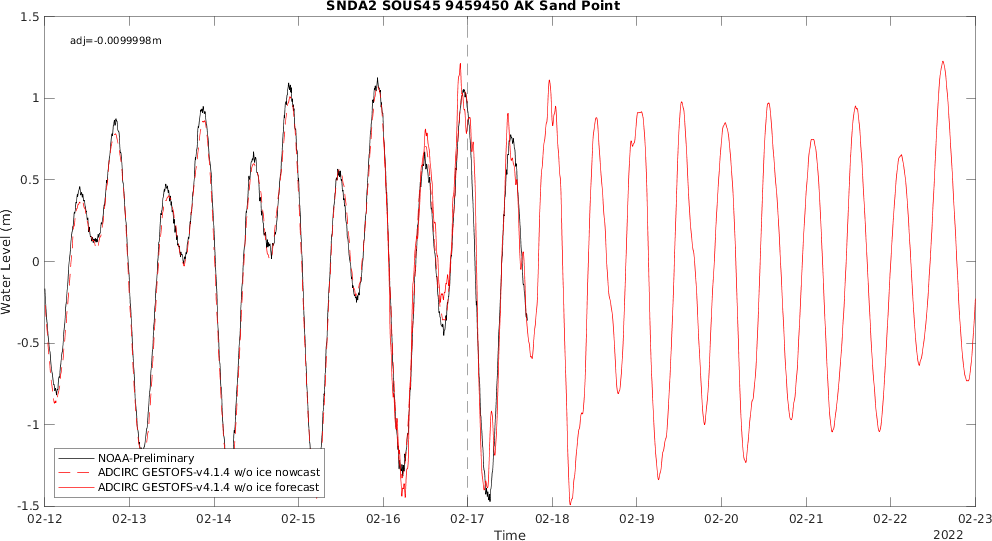 SNDA2 SOUS45 9459450 AK Sand Point
adj=-0.0099998m
1.5
1
0.5
0
-0.5
-1
-1.5
Water Level (m)
NOAA-Preliminary
ADCIRC GESTOFS-v4.1.4 w/o ice nowcast
ADCIRC GESTOFS-v4.1.4 w/o ice forecast
02-12 02-13 02-14 02-15 02-16 02-17 02-18 02-19 02-20 02-21 02-22 02-23
Time
2022